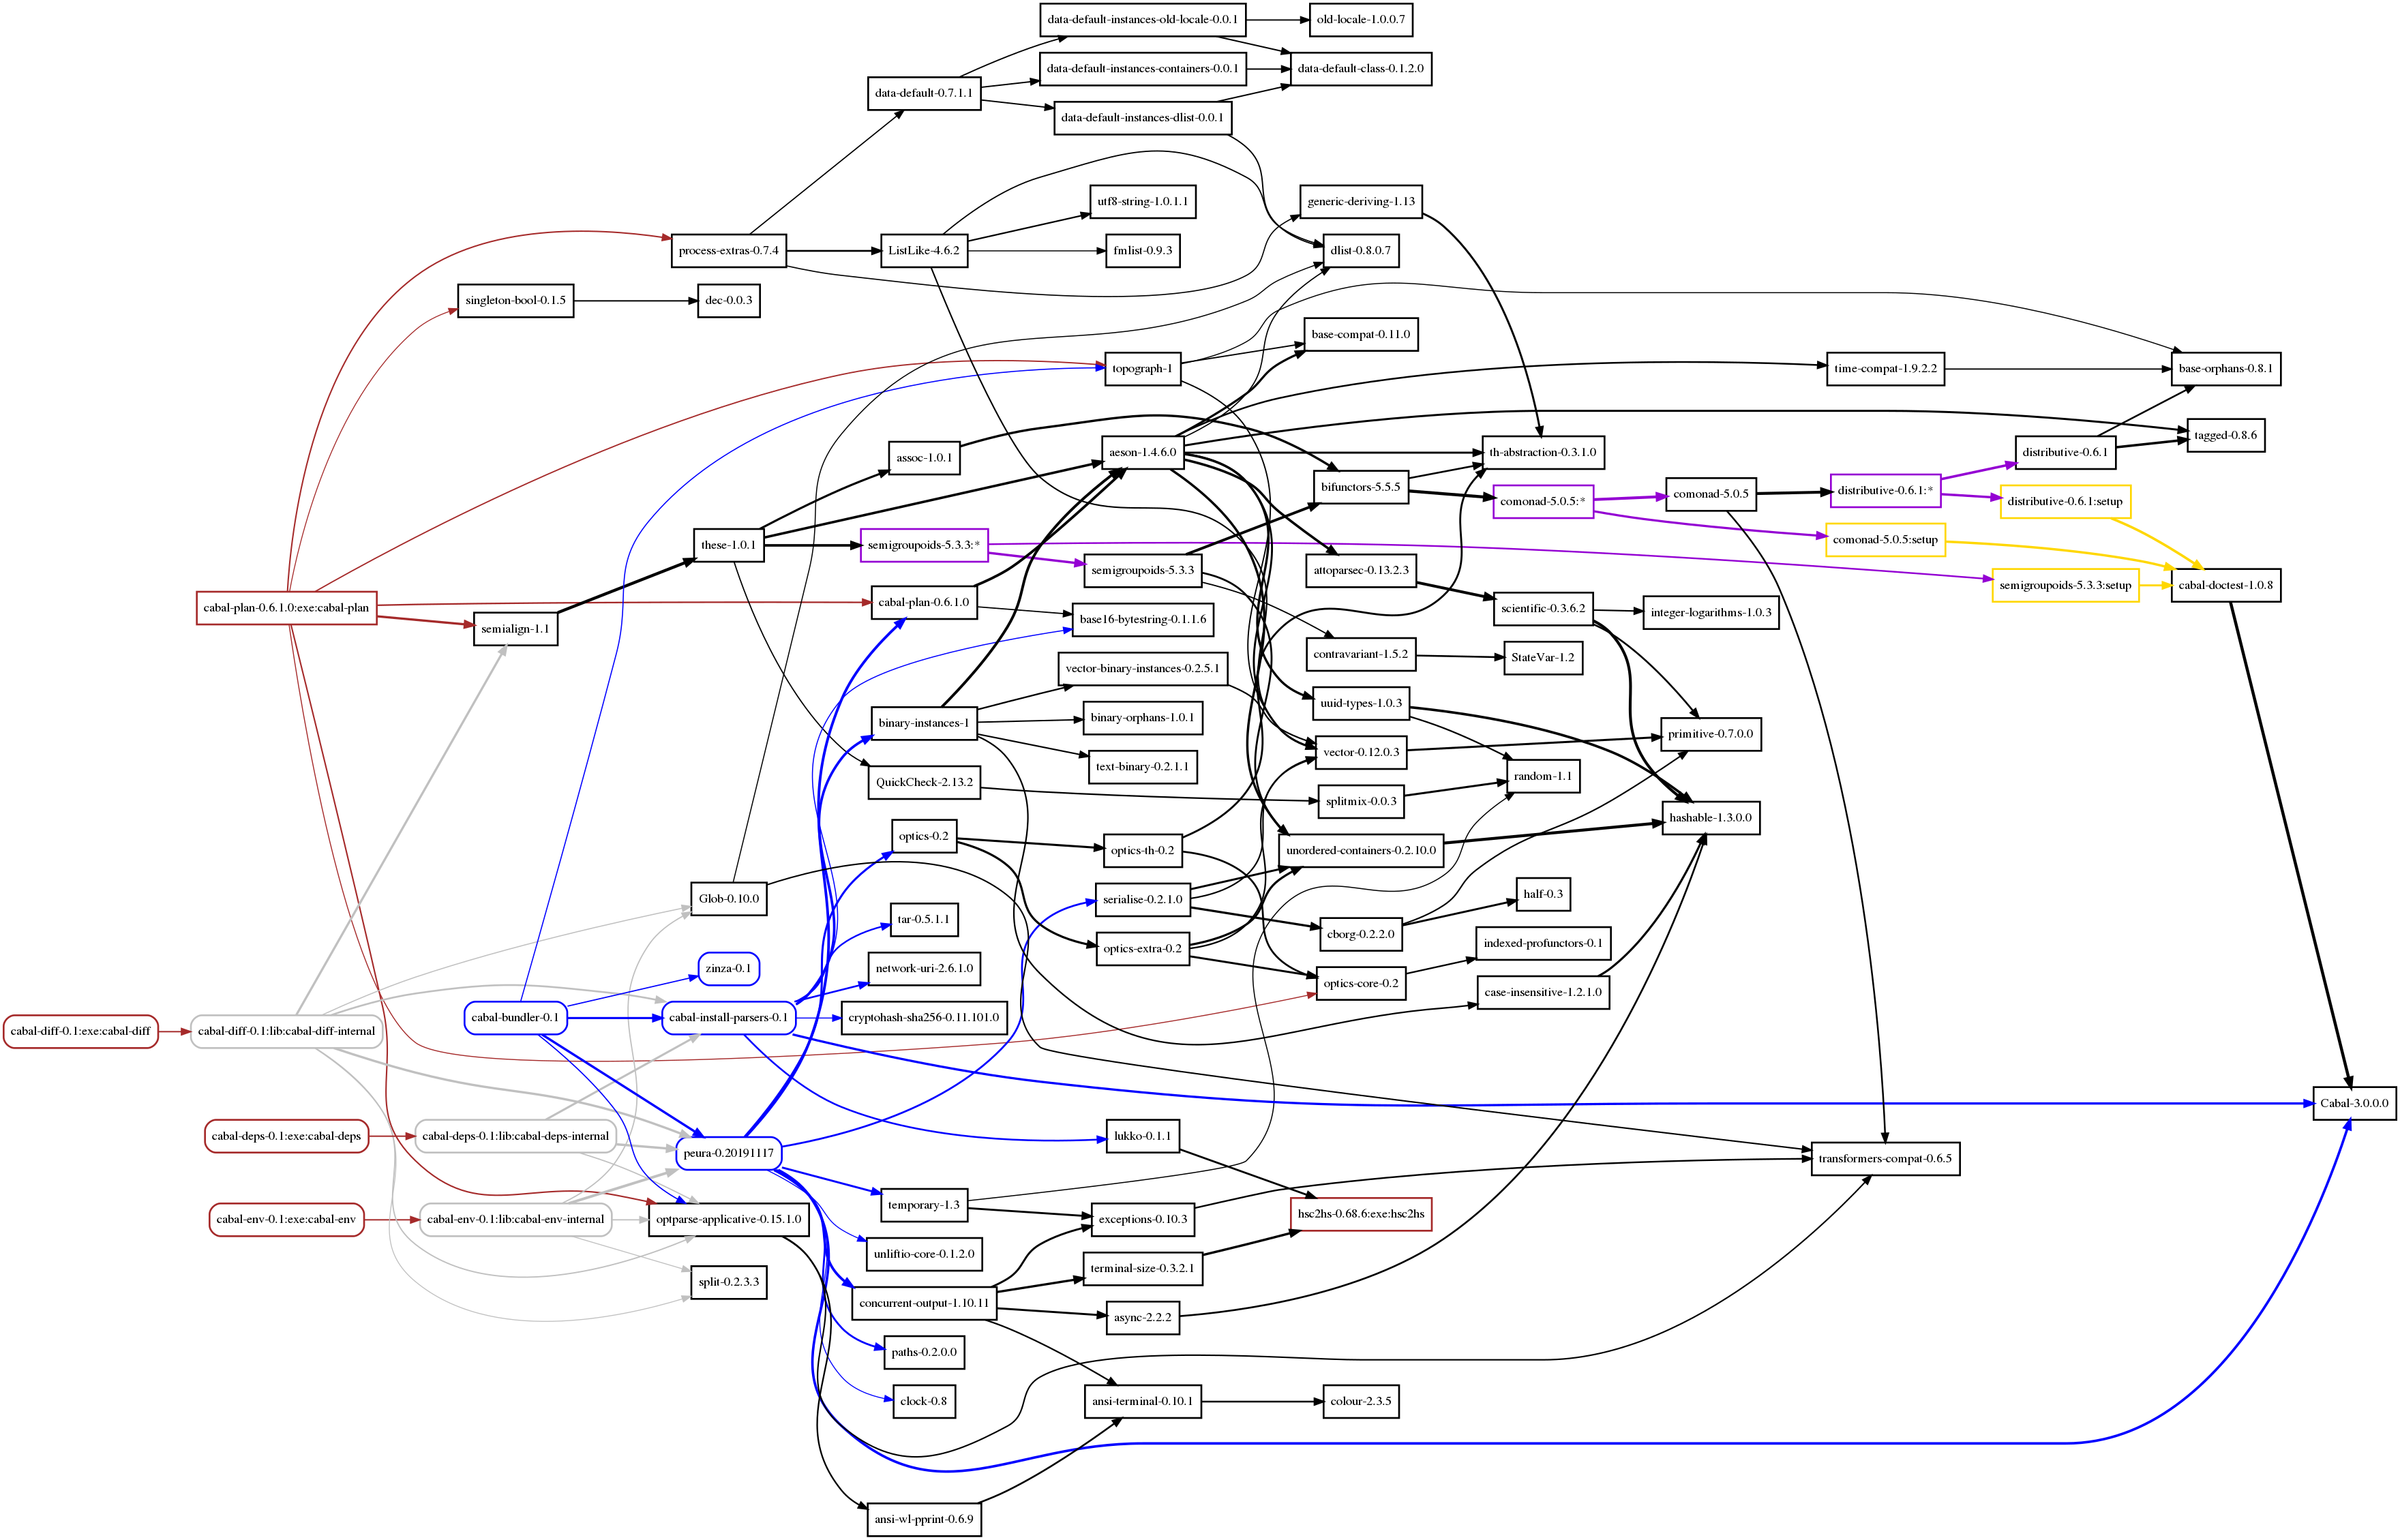 data-default-instances-old-locale-0.0.1
old-locale-1.0.0.7
data-default-instances-containers-0.0.1
data-default-class-0.1.2.0
data-default-0.7.1.1
data-default-instances-dlist-0.0.1
utf8-string-1.0.1.1
generic-deriving-1.13
process-extras-0.7.4
ListLike-4.6.2
fmlist-0.9.3
dlist-0.8.0.7
singleton-bool-0.1.5
dec-0.0.3
base-compat-0.11.0
topograph-1
time-compat-1.9.2.2
base-orphans-0.8.1
tagged-0.8.6
assoc-1.0.1
aeson-1.4.6.0
th-abstraction-0.3.1.0
distributive-0.6.1
bifunctors-5.5.5
comonad-5.0.5:*
comonad-5.0.5
distributive-0.6.1:*
distributive-0.6.1:setup
these-1.0.1
semigroupoids-5.3.3:*
comonad-5.0.5:setup
semigroupoids-5.3.3
attoparsec-0.13.2.3
semigroupoids-5.3.3:setup
cabal-doctest-1.0.8
cabal-plan-0.6.1.0:exe:cabal-plan
cabal-plan-0.6.1.0
scientific-0.3.6.2
integer-logarithms-1.0.3
semialign-1.1
base16-bytestring-0.1.1.6
contravariant-1.5.2
StateVar-1.2
vector-binary-instances-0.2.5.1
uuid-types-1.0.3
binary-instances-1
binary-orphans-1.0.1
primitive-0.7.0.0
vector-0.12.0.3
text-binary-0.2.1.1
random-1.1
QuickCheck-2.13.2
splitmix-0.0.3
hashable-1.3.0.0
optics-0.2
optics-th-0.2
unordered-containers-0.2.10.0
Glob-0.10.0
serialise-0.2.1.0
half-0.3
tar-0.5.1.1
cborg-0.2.2.0
optics-extra-0.2
indexed-profunctors-0.1
zinza-0.1
network-uri-2.6.1.0
optics-core-0.2
case-insensitive-1.2.1.0
cabal-diff-0.1:exe:cabal-diff
cabal-diff-0.1:lib:cabal-diff-internal
cabal-bundler-0.1
cabal-install-parsers-0.1
cryptohash-sha256-0.11.101.0
Cabal-3.0.0.0
cabal-deps-0.1:exe:cabal-deps
cabal-deps-0.1:lib:cabal-deps-internal
lukko-0.1.1
peura-0.20191117
transformers-compat-0.6.5
temporary-1.3
cabal-env-0.1:exe:cabal-env
cabal-env-0.1:lib:cabal-env-internal
optparse-applicative-0.15.1.0
exceptions-0.10.3
hsc2hs-0.68.6:exe:hsc2hs
unliftio-core-0.1.2.0
terminal-size-0.3.2.1
split-0.2.3.3
concurrent-output-1.10.11
async-2.2.2
paths-0.2.0.0
clock-0.8
ansi-terminal-0.10.1
colour-2.3.5
ansi-wl-pprint-0.6.9